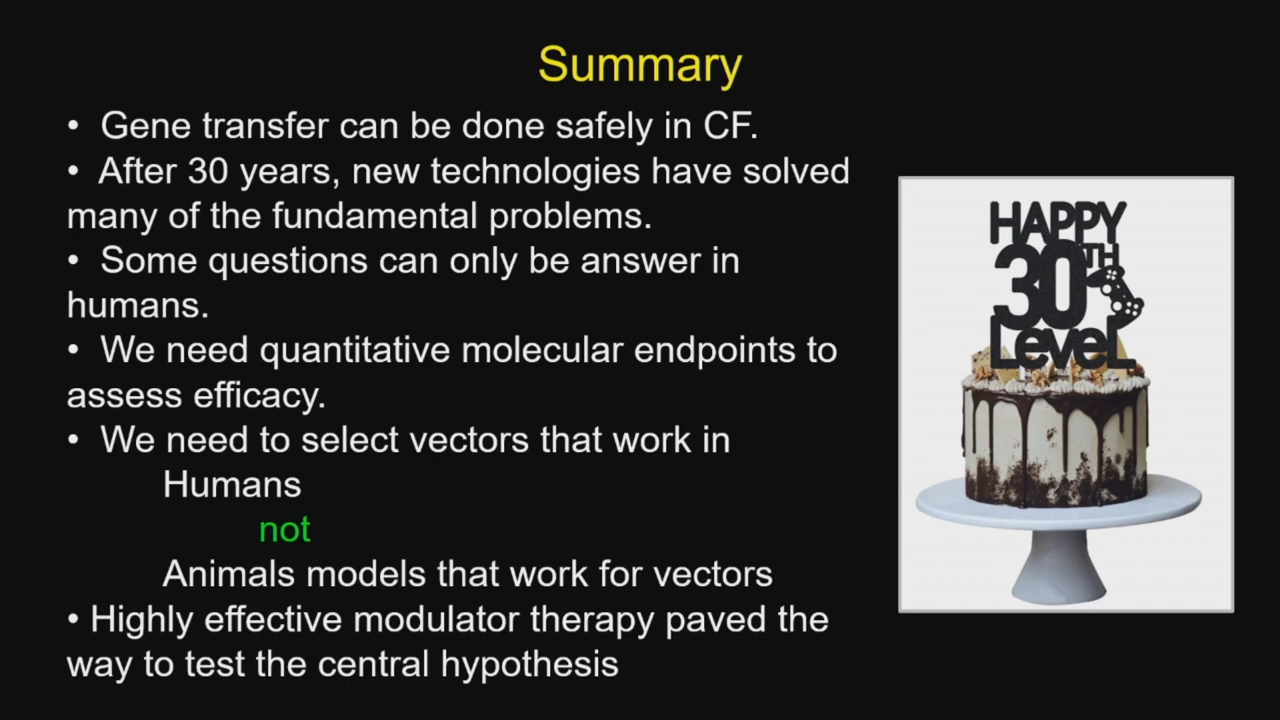 Summary
• Gene transfer can be done safely in CF.
• After 30 years, new technologies have solved
many of the fundamental problems.
• Some questions can only be answer in
humans.
• We need quantitative molecular endpoints to
assess efficacy.
• We need to select vectors that work in
Humans
not
Animals models that work for vectors
• Highly effective modulator therapy paved the
way to test the central hypothesis
HAPPY
30TH
Level